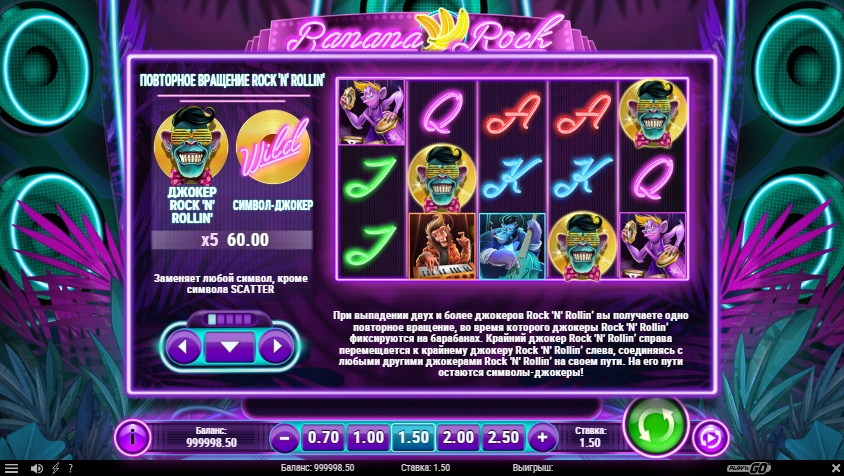 Banana Rock
ПОВТОРНОЕ ВРАЩЕНИЕ ROCK 'N' ROLLIN'
Wild
ДЖОКЕР
ROCK 'N'
ROLLIN'
СИМВОЛ-ДЖОКЕР
x5 60.00
Заменяет любой символ, кроме
символа SCATTER
Q A A
J K K Q
J
При выпадении двух и более джокеров Rock 'N' Rollin' вы получаете одно
повторное вращение, во время которого джокеры Rock 'N' Rollin'
фиксируются на барабанах. Крайний джокер Rock 'N' Rollin' справа
перемещается к крайнему джокеру Rock 'N' Rollin' слева, соединяясь с
любыми другими джокерами Rock 'N' Rollin' на своем пути. На его пути
остаются символы-джокеры!
Баланс:
999998.50
− 0.70 1.00 1.50 2.00 2.50 +
Ставка:
1.50
? Баланс: 999998.50 Ставка: 1.50 Выигрыш: PLAY'N GO